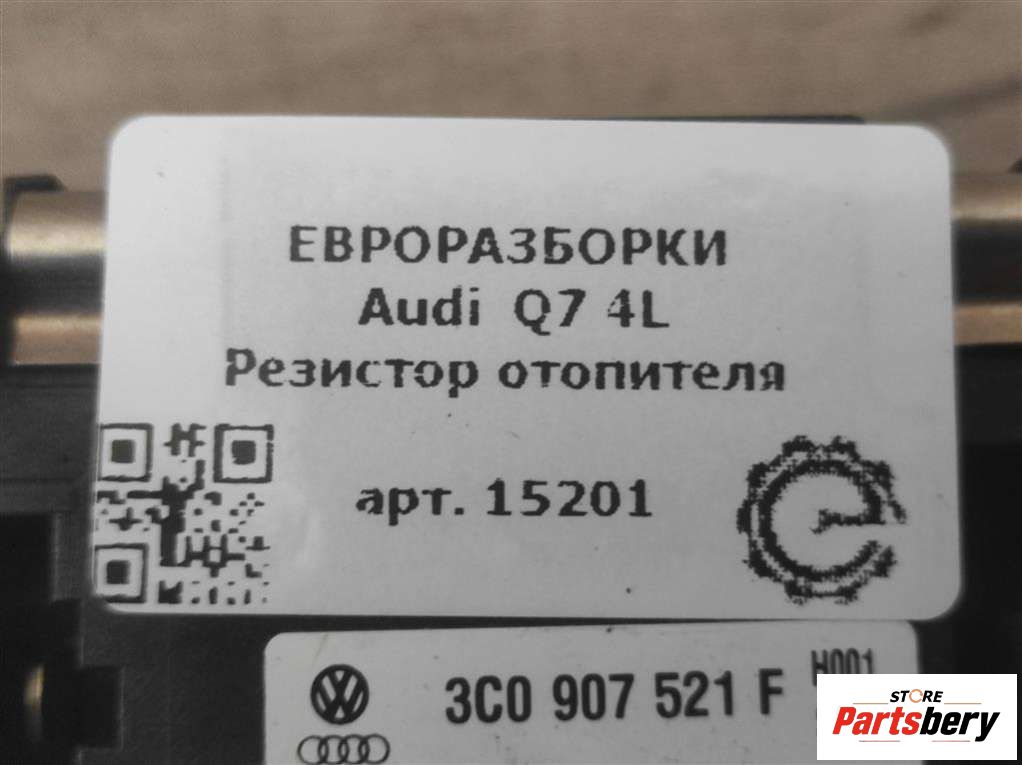 ЕВРОРАЗБОРКИ
Audi Q7 4L
Резистор отопителя
арт. 15201
3C0 907 521 F H001
STORE
Partsbery